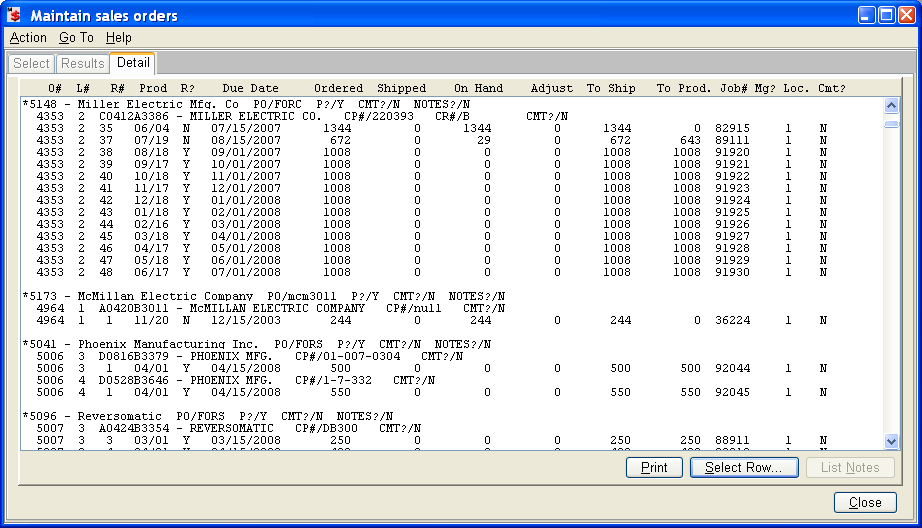 Maintain sales orders
Action Go To Help
Select Results Detail
O# L# R# Prod R? Due Date Ordered Shipped On Hand Adjust To Ship To Prod. Job# Mg? Loc. Cmt?
*5148 - Miller Electric Mfg. Co PO/FORC P?/Y CMT?/N NOTES?/N
4353 2 C0412A3386 - MILLER ELECTRIC CO. CP#/220393 CR#/B CMT?/N
4353 2 35 06/04 N 07/15/2007 1344 0 1344 0 1344 0 82915 1 N
4353 2 37 07/19 N 08/15/2007 672 0 29 0 672 643 89111 1 N
4353 2 38 08/18 Y 09/01/2007 1008 0 0 0 1008 1008 91920 1 N
4353 2 39 09/17 Y 10/01/2007 1008 0 0 0 1008 1008 91921 1 N
4353 2 40 10/18 Y 11/01/2007 1008 0 0 0 1008 1008 91922 1 N
4353 2 41 11/17 Y 12/01/2007 1008 0 0 0 1008 1008 91923 1 N
4353 2 42 12/18 Y 01/01/2008 1008 0 0 0 1008 1008 91924 1 N
4353 2 43 01/18 Y 02/01/2008 1008 0 0 0 1008 1008 91925 1 N
4353 2 44 02/16 Y 03/01/2008 1008 0 0 0 1008 1008 91926 1 N
4353 2 45 03/18 Y 04/01/2008 1008 0 0 0 1008 1008 91927 1 N
4353 2 46 04/17 Y 05/01/2008 1008 0 0 0 1008 1008 91928 1 N
4353 2 47 05/18 Y 06/01/2008 1008 0 0 0 1008 1008 91929 1 N
4353 2 48 06/17 Y 07/01/2008 1008 0 0 0 1008 1008 91930 1 N
*5173 - McMillan Electric Company PO/mcm3011 P?/Y CMT?/N NOTES?/N
4964 1 A0420B3011 - McMILLAN ELECTRIC COMPANY CP#/null CMT?/N
4964 1 1 11/20 N 12/15/2003 244 0 244 0 244 0 36224 1 N
*5041 - Phoenix Manufacturing Inc. PO/FORS P?/Y CMT?/N NOTES?/N
5006 3 D0816B3379 - PHOENIX MFG. CP#/01-007-0304 CMT?/N
5006 3 1 04/01 Y 04/15/2008 500 0 0 0 500 500 92044 1 N
5006 4 D0528B3646 - PHOENIX MFG. CP#/1-7-332 CMT?/N
5006 4 1 04/01 Y 04/15/2008 550 0 0 0 550 550 92045 1 N
*5096 - Reversomatic PO/FORS P?/Y CMT?/N NOTES?/N
5007 3 A0424B3354 - REVERSOMATIC CP#/DB300 CMT?/N
5007 3 3 03/01 Y 03/15/2008 250 0 0 0 250 250 88911 1 N
Print Select Row... List Notes
Close